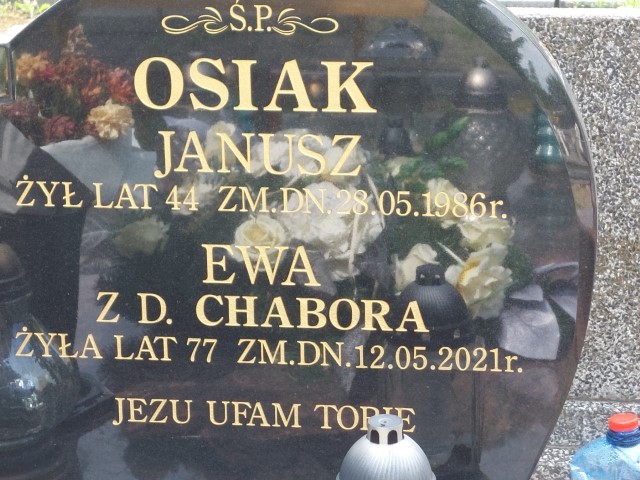 Ś.P.
OSIAK
JANUSZ
ŻYŁ LAT 44 ZM.DN.28.05.1986r.
EWA
Z D. CHABORA
ŻYŁA LAT 77 ZM.DN.12.05.2021r.
JEZU UFAM TOBIE